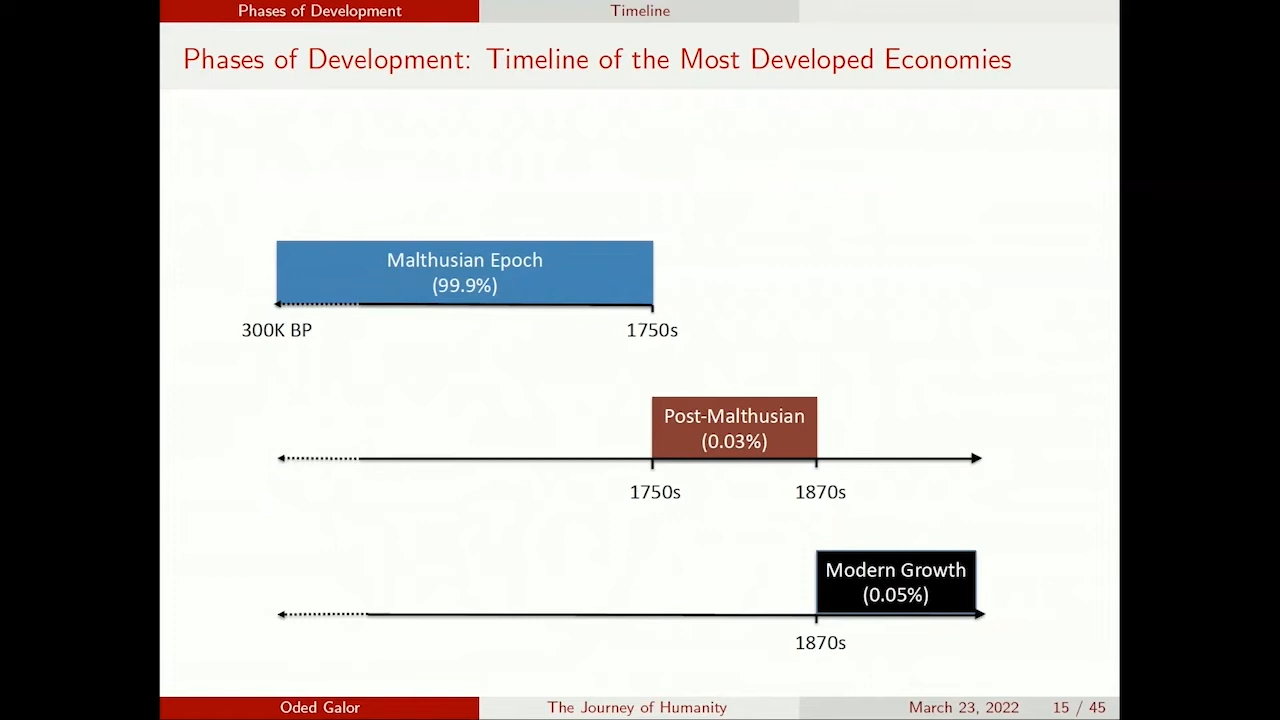 Phases of Development
Timeline
Phases of Development: Timeline of the Most Developed Economies
Malthusian Epoch
(99.9%)
300K BP
1750s
Post-Malthusian
(0.03%)
1750s
1870s
Modern Growth
(0.05%)
1870s
Oded Galor
The Journey of Humanity
March 23, 2022
15 / 45